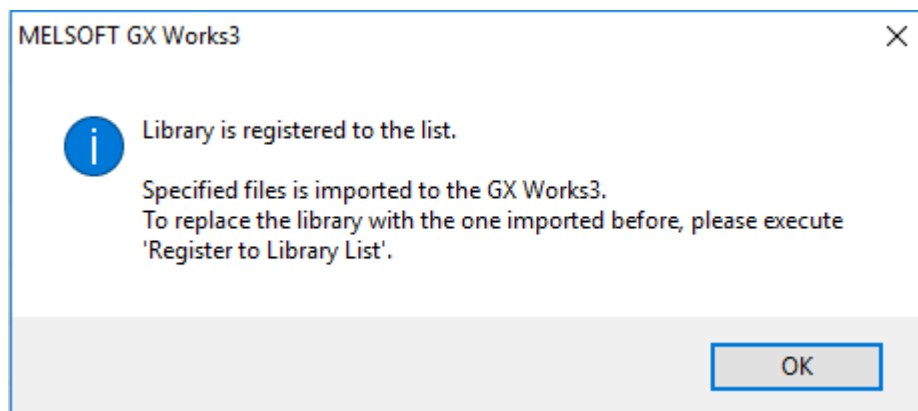 MELSOFT GX Works3
Library is registered to the list.
Specified files is imported to the GX Works3.
To replace the library with the one imported before, please execute
'Register to Library List'.
OK